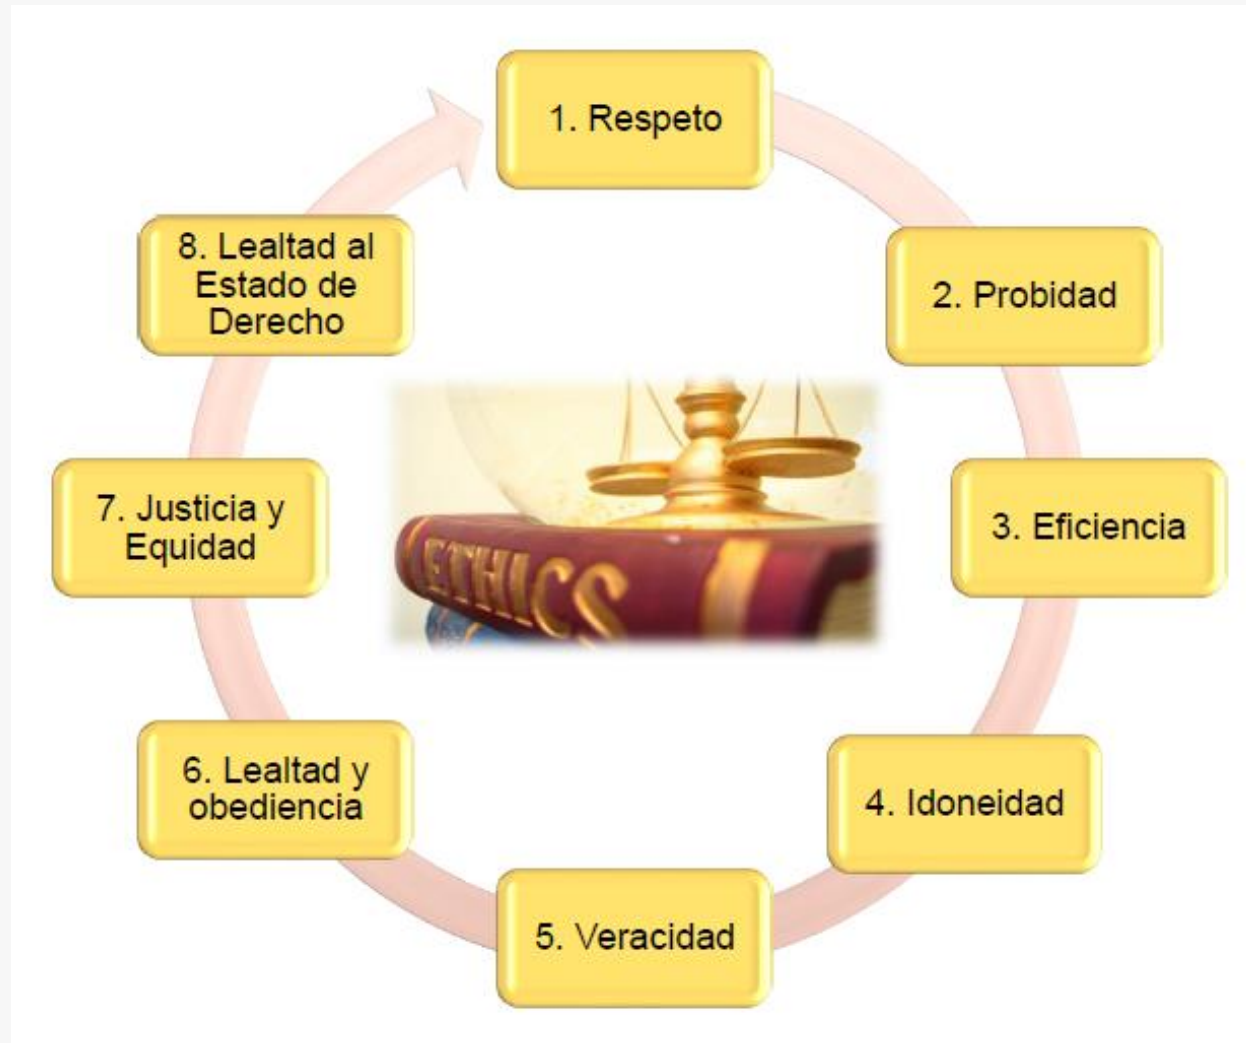 1. Respeto
2. Probidad
3. Eficiencia
4. Idoneidad
5. Veracidad
6. Lealtad y
obediencia
7. Justicia y
Equidad
8. Lealtad al
Estado de
Derecho
ETHICS